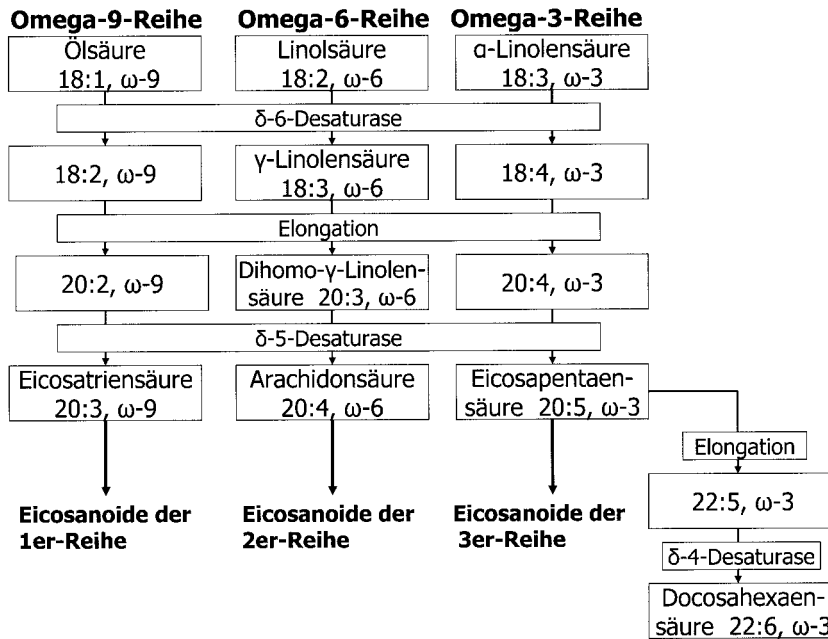 Omega-9-Reihe Omega-6-Reihe Omega-3-Reihe
Ölsäure
18:1, ω-9
Linolsäure
18:2, ω-6
α-Linolensäure
18:3, ω-3
δ-6-Desaturase
18:2, ω-9
γ-Linolensäure
18:3, ω-6
18:4, ω-3
Elongation
20:2, ω-9
Dihomo-γ-Linolen-
säure 20:3, ω-6
20:4, ω-3
δ-5-Desaturase
Eicosatriensäure
20:3, ω-9
Arachidonsäure
20:4, ω-6
Eicosapentaen-
säure 20:5, ω-3
Elongation
22:5, ω-3
δ-4-Desaturase
Docosahexaen-
säure 22:6, ω-3
Eicosanoide der
1er-Reihe
Eicosanoide der
2er-Reihe
Eicosanoide der
3er-Reihe